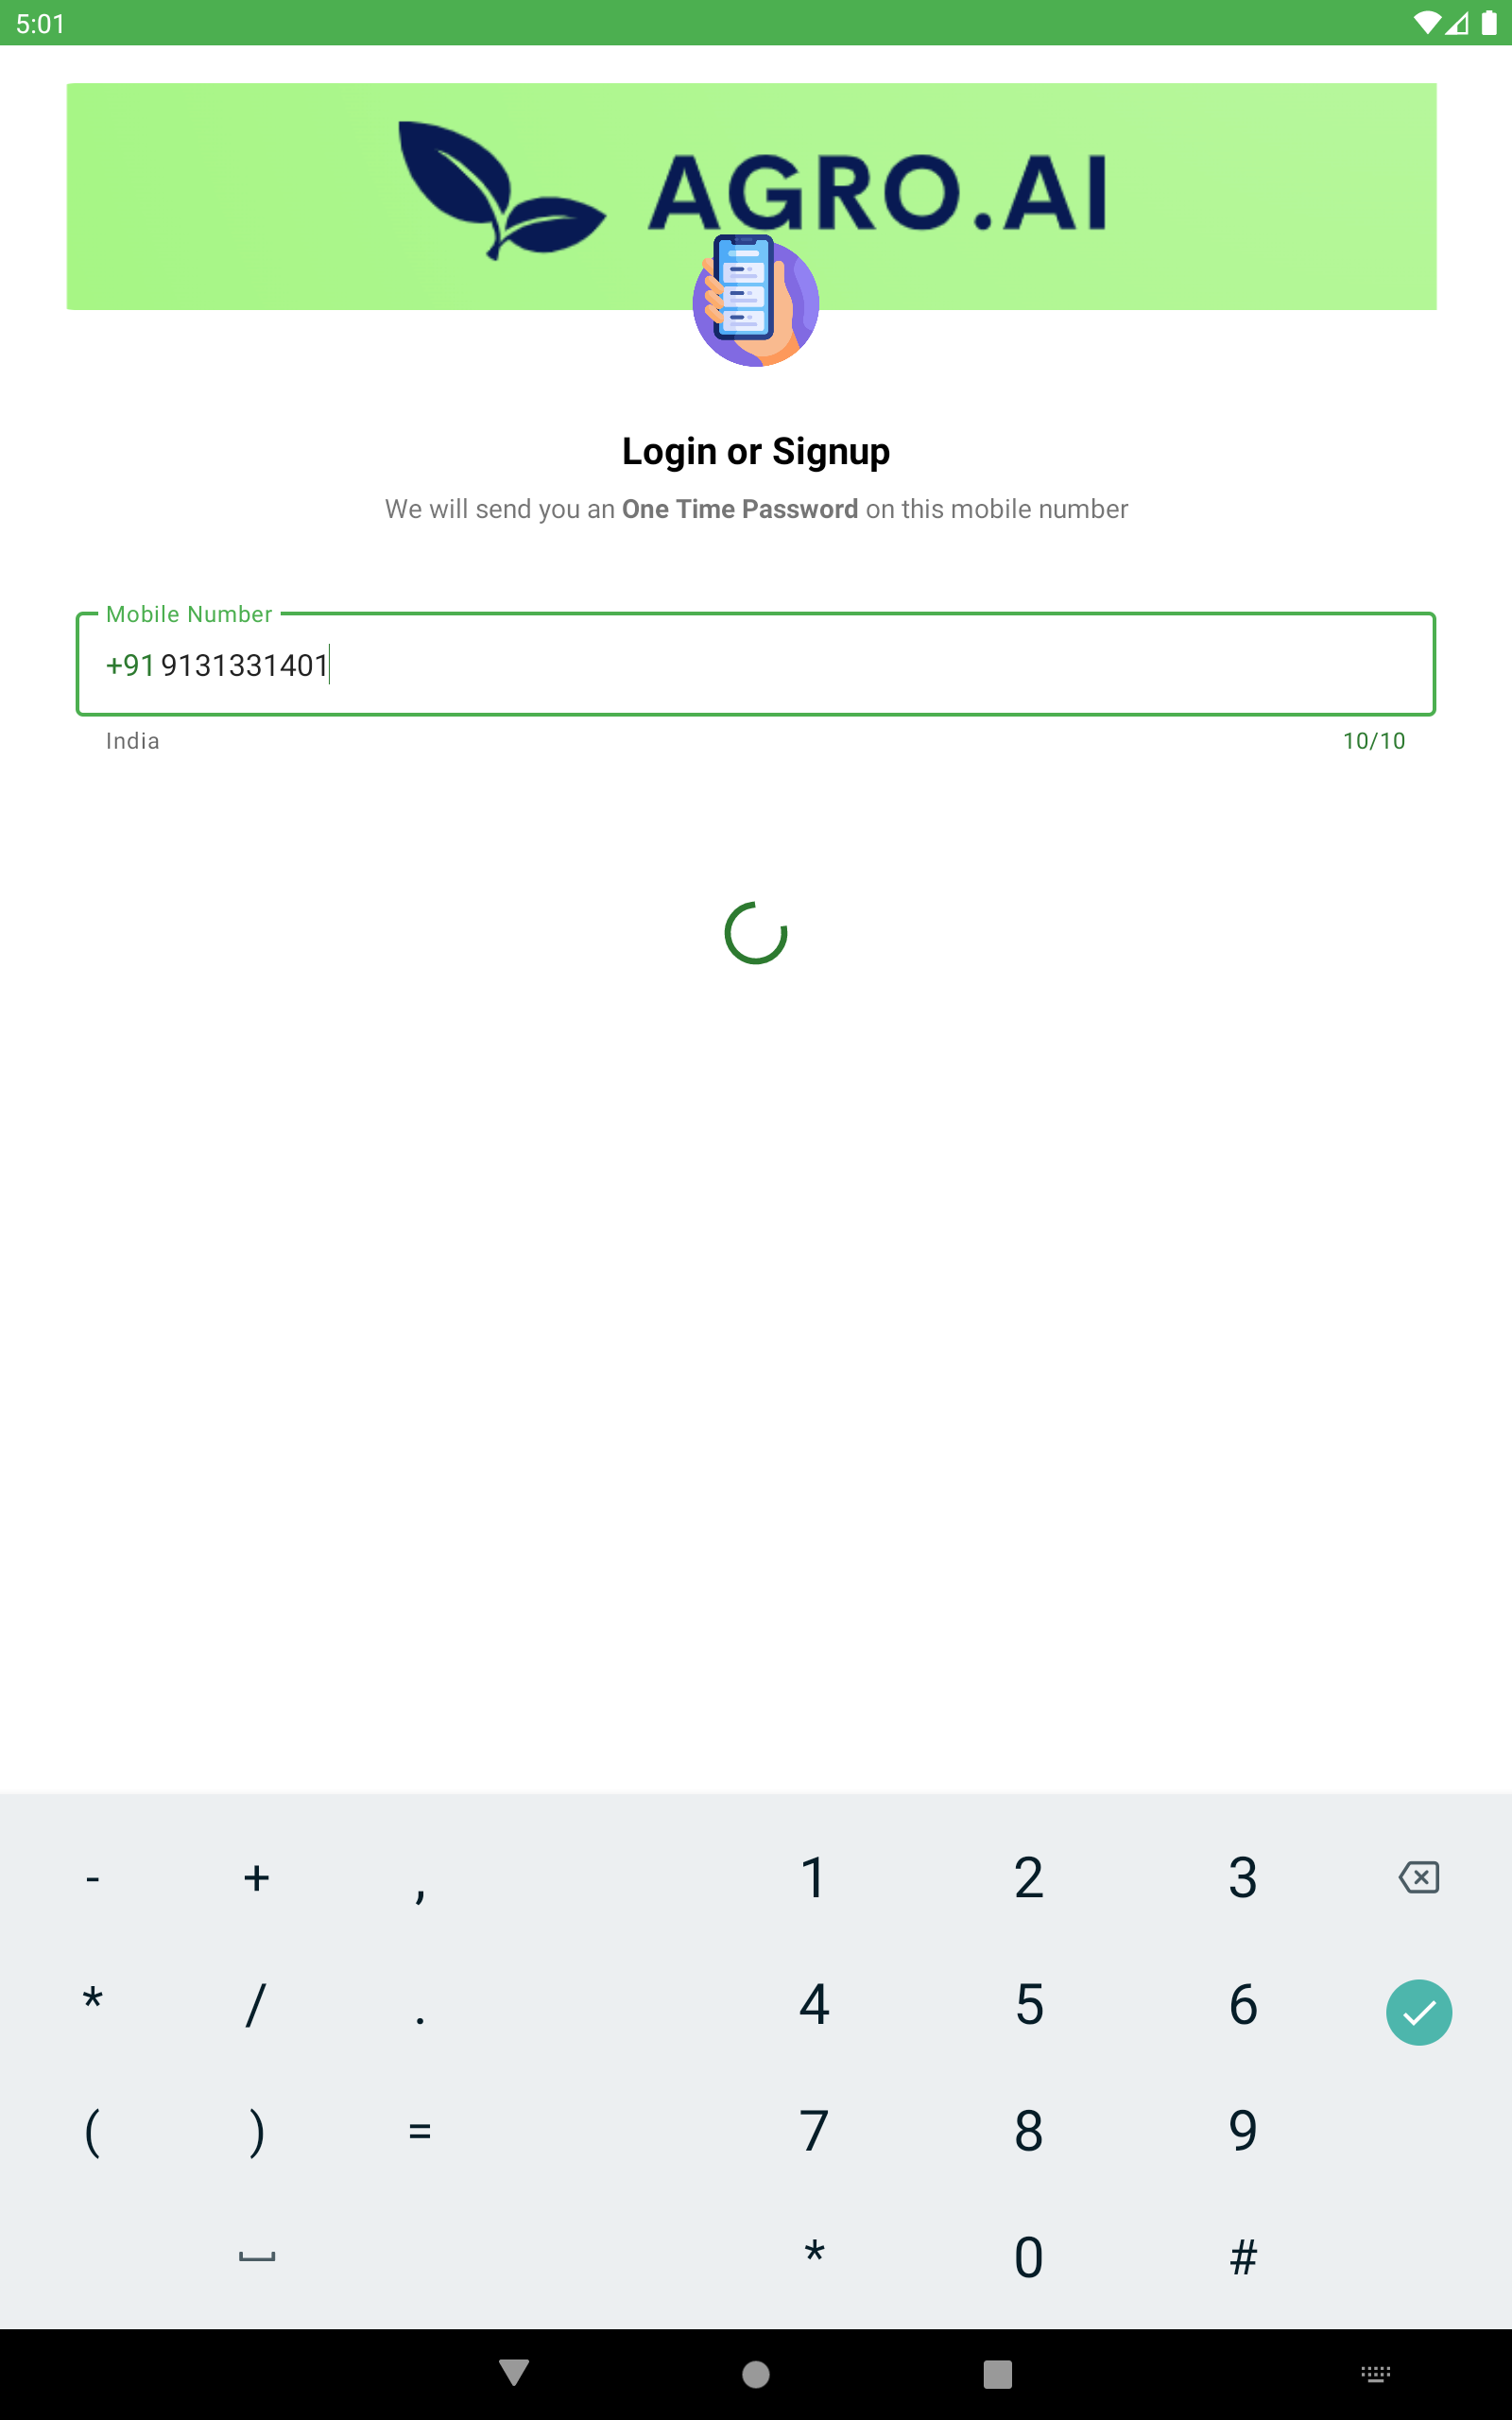 5:01
AGRO.AI
Login or Signup
We will send you an One Time Password on this mobile number
Mobile Number
+91 9131331401
India 10/10
- + , 1 2 3
* / . 4 5 6
( ) = 7 8 9
* 0 #